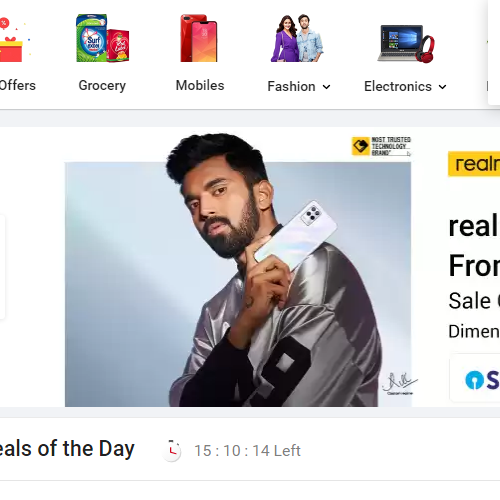 Offers
Grocery
Mobiles
Fashion
Electronics
MOST TRUSTED
TECHNOLOGY
BRAND*
real
From
Sale
Dimen
eals of the Day
15 : 10 : 14 Left